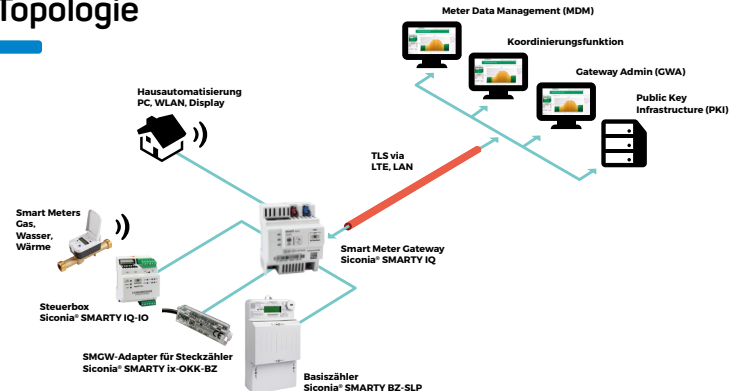 Topologie
Meter Data Management (MDM)
Koordinierungsfunktion
Gateway Admin (GWA)
Public Key
Infrastructure (PKI)
Hausautomatisierung
PC, WLAN, Display
TLS via
LTE, LAN
Smart Meters
Gas,
Wasser,
Wärme
Smart Meter Gateway
Siconia® SMARTY IQ
Steuerbox
Siconia® SMARTY IQ-IO
SMGW-Adapter für Steckzähler
Siconia® SMARTY ix-OKK-BZ
Basiszähler
Siconia® SMARTY BZ-SLP